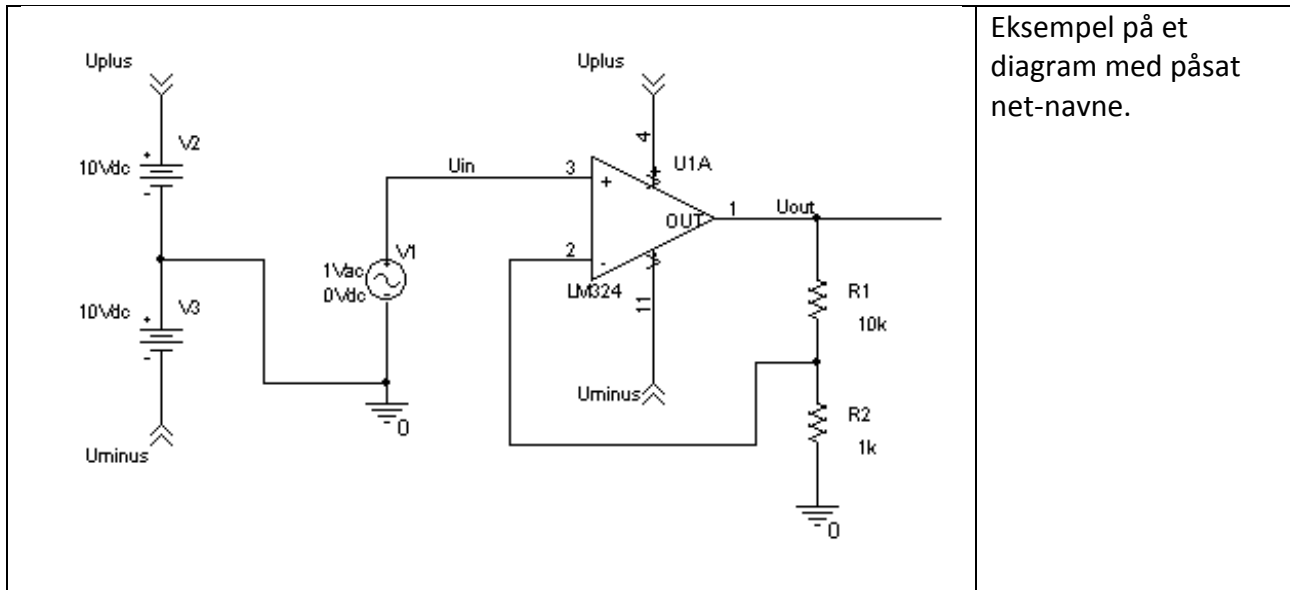 Uplus
V2
10Vdc
+
-
V3
10Vdc
+
-
Uminus
Uin
V1
1Vac
0Vdc
+
-
0
Uplus
4
U1A
3
+
+
OUT
1
Uout
2
-
-
LM324
11
Uminus
R1
10k
R2
1k
0
Eksempel på et
diagram med påsat
net-navne.